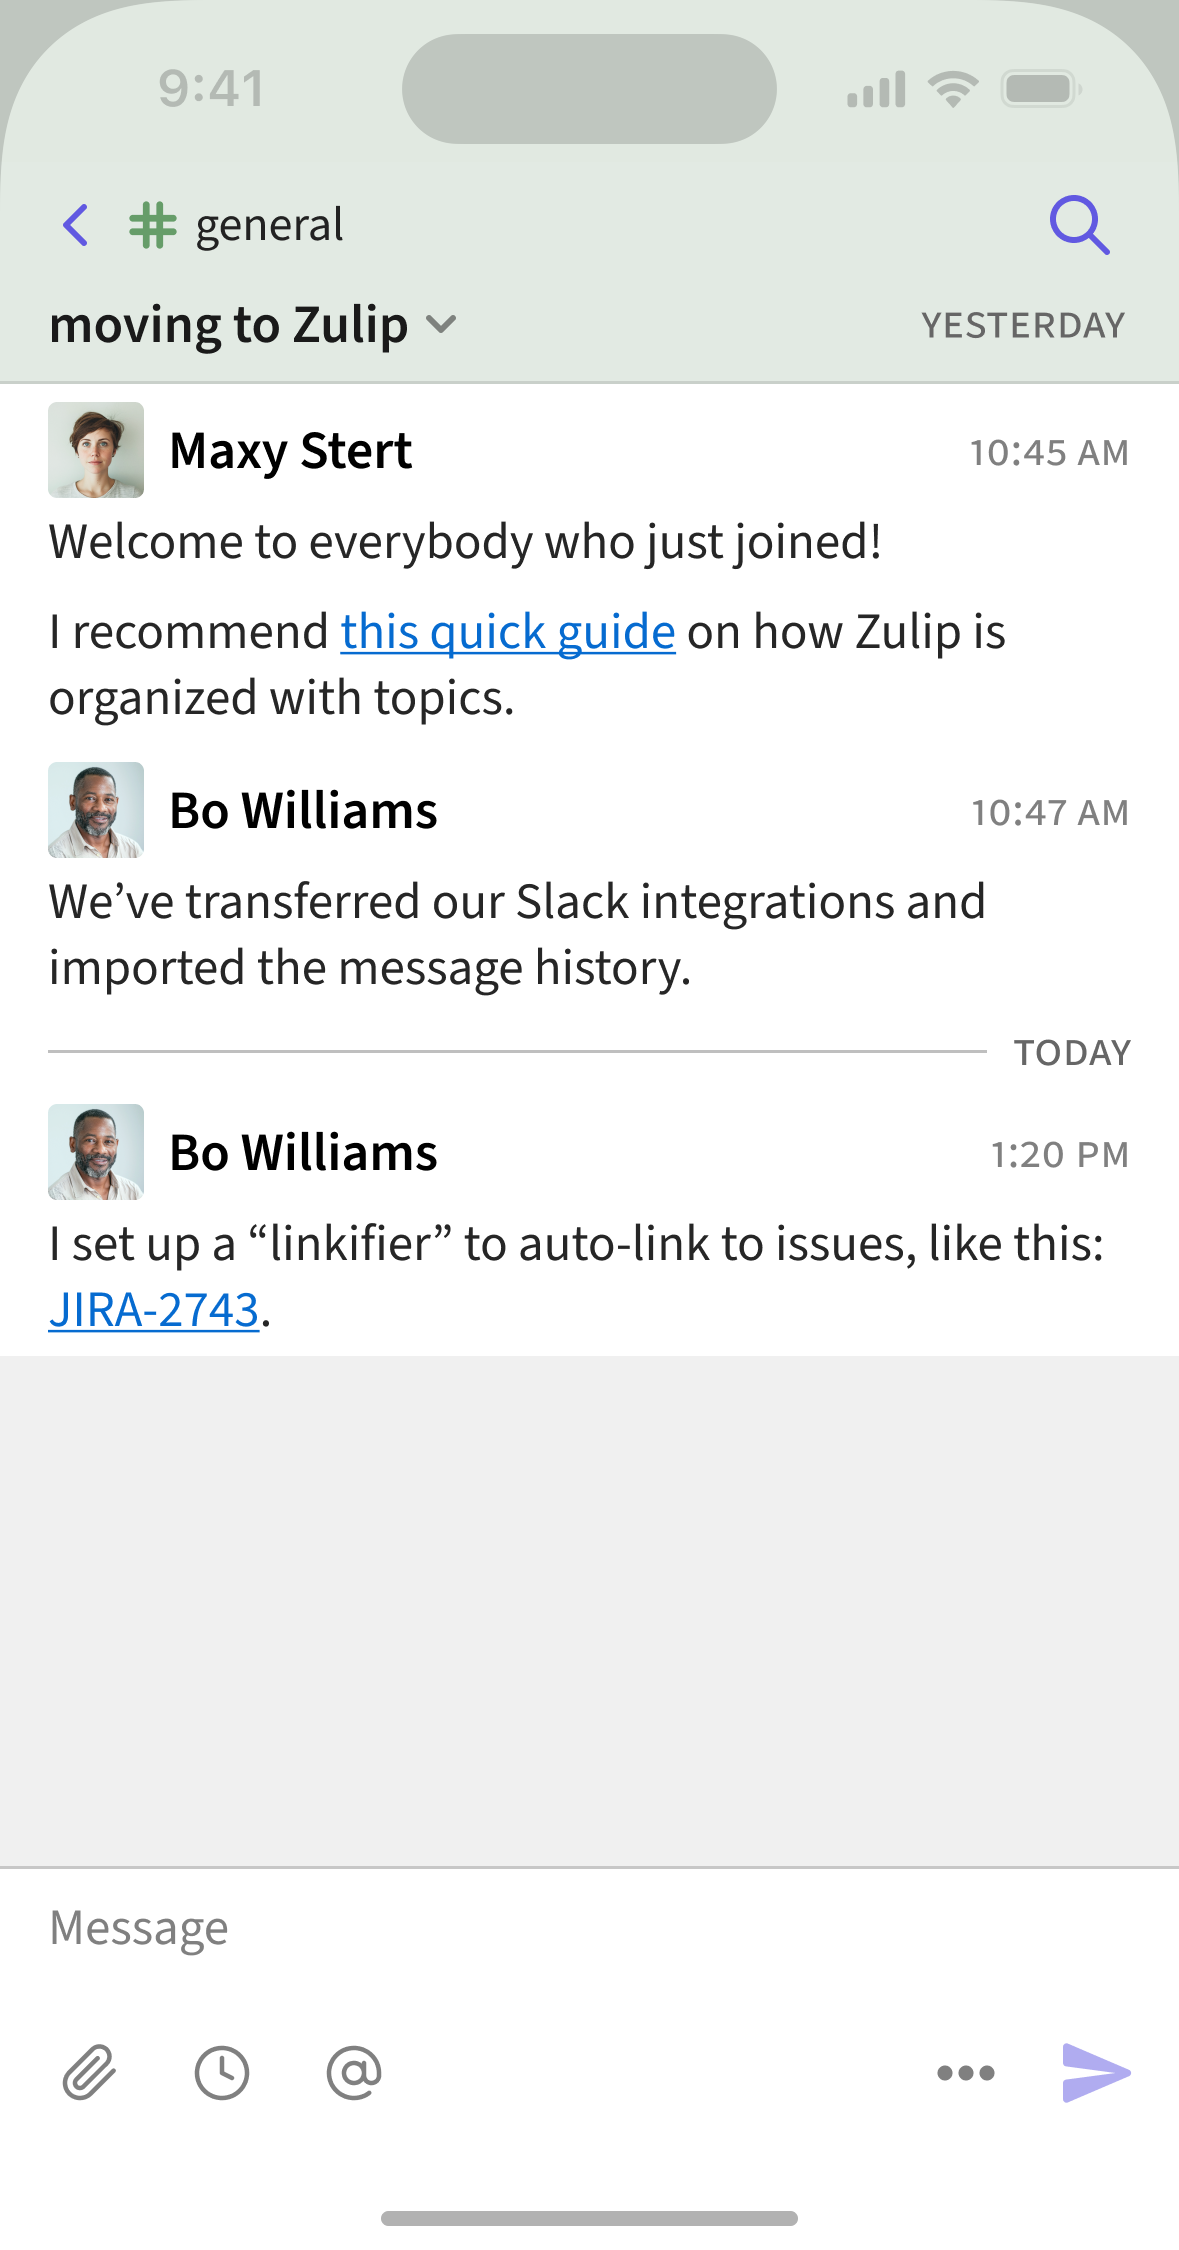 9:41
general
moving to Zulip
YESTERDAY
Maxy Stert
10:45 AM
Welcome to everybody who just joined!
I recommend this quick guide on how Zulip is
organized with topics.
Bo Williams
10:47 AM
We’ve transferred our Slack integrations and
imported the message history.
TODAY
Bo Williams
1:20 PM
I set up a “linkifier” to auto-link to issues, like this:
JIRA-2743.
Message